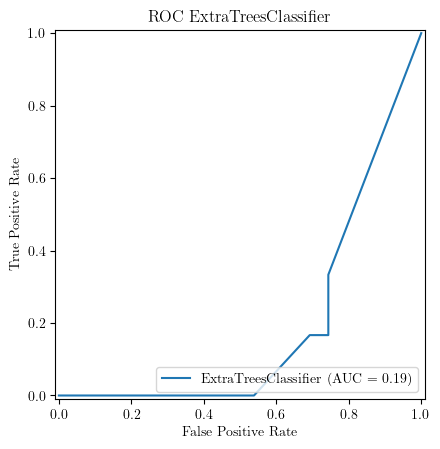 ROC ExtraTreesClassifier
1.0
0.8
0.6
0.4
0.2
0.0
True Positive Rate
ExtraTreesClassifier (AUC = 0.19)
0.0 0.2 0.4 0.6 0.8 1.0
False Positive Rate